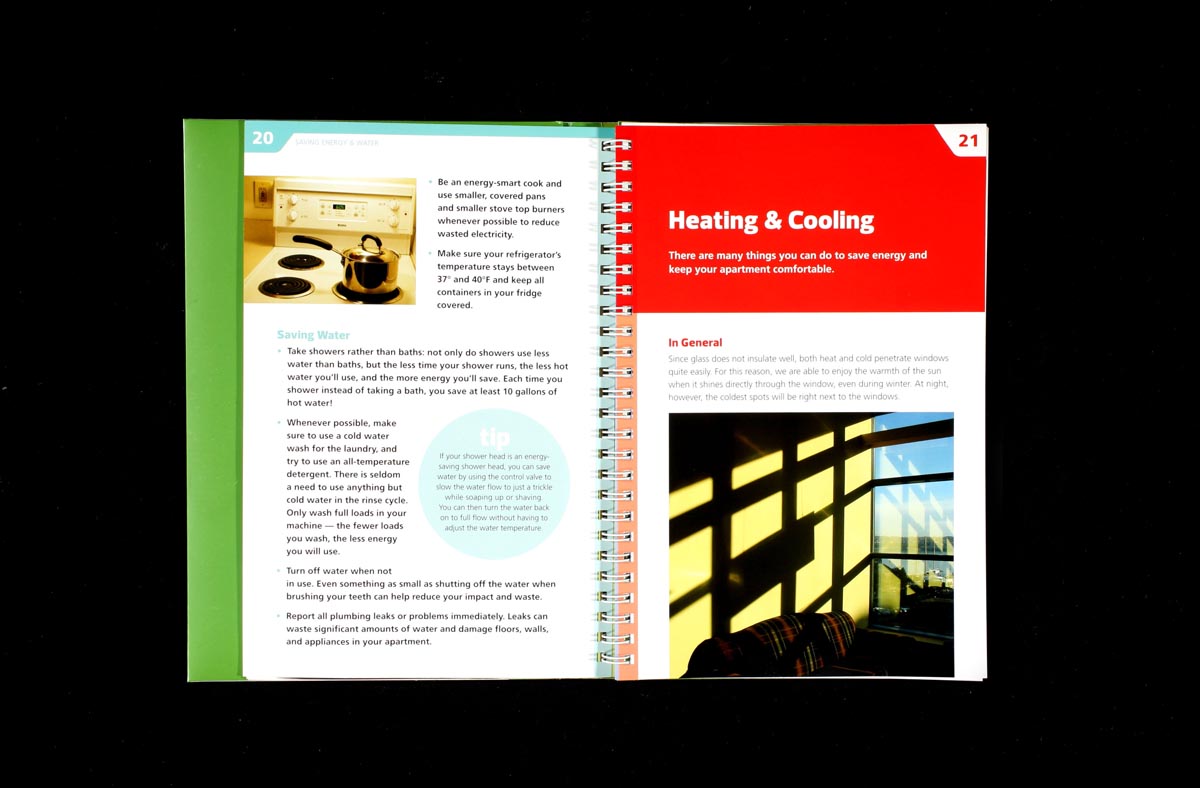 20
SAVING ENERGY & WATER
• Be an energy-smart cook and
use smaller, covered pans
and smaller stove top burners
whenever possible to reduce
wasted electricity.
• Make sure your refrigerator's
temperature stays between
37° and 40°F and keep all
containers in your fridge
covered.
Saving Water
• Take showers rather than baths: not only do showers use less
water than baths, but the less time your shower runs, the less hot
water you'll use, and the more energy you'll save. Each time you
shower instead of taking a bath, you save at least 10 gallons of
hot water!
• Whenever possible, make
sure to use a cold water
wash for the laundry, and
try to use an all-temperature
detergent. There is seldom
a need to use anything but
cold water in the rinse cycle.
Only wash full loads in your
machine — the fewer loads
you wash, the less energy
you will use.
tip
If your shower head is an energy-
saving shower head, you can save
water by using the control valve to
slow the water flow to just a trickle
while soaping up or shaving.
You can then turn the water back
on to full flow without having to
adjust the water temperature.
• Turn off water when not
in use. Even something as small as shutting off the water when
brushing your teeth can help reduce your impact and waste.
• Report all plumbing leaks or problems immediately. Leaks can
waste significant amounts of water and damage floors, walls,
and appliances in your apartment.
21
Heating & Cooling
There are many things you can do to save energy and
keep your apartment comfortable.
In General
Since glass does not insulate well, both heat and cold penetrate windows
quite easily. For this reason, we are able to enjoy the warmth of the sun
when it shines directly through the window, even during winter. At night,
however, the coldest spots will be right next to the windows.